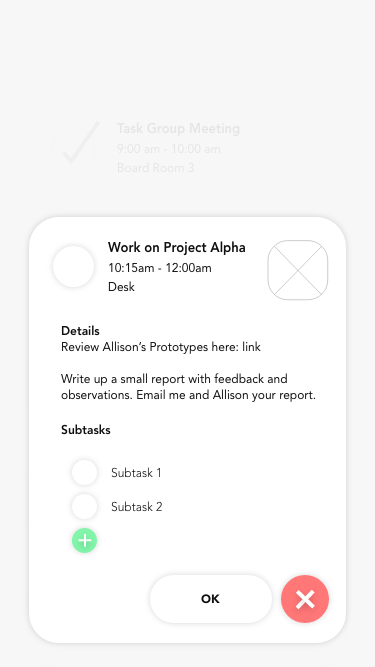 Task Group Meeting
9:00 am - 10:00 am
Board Room 3
Work on Project Alpha
10:15am - 12:00am
Desk
Details
Review Allison’s Prototypes here: link
Write up a small report with feedback and
observations. Email me and Allison your report.
Subtasks
Subtask 1
Subtask 2
OK